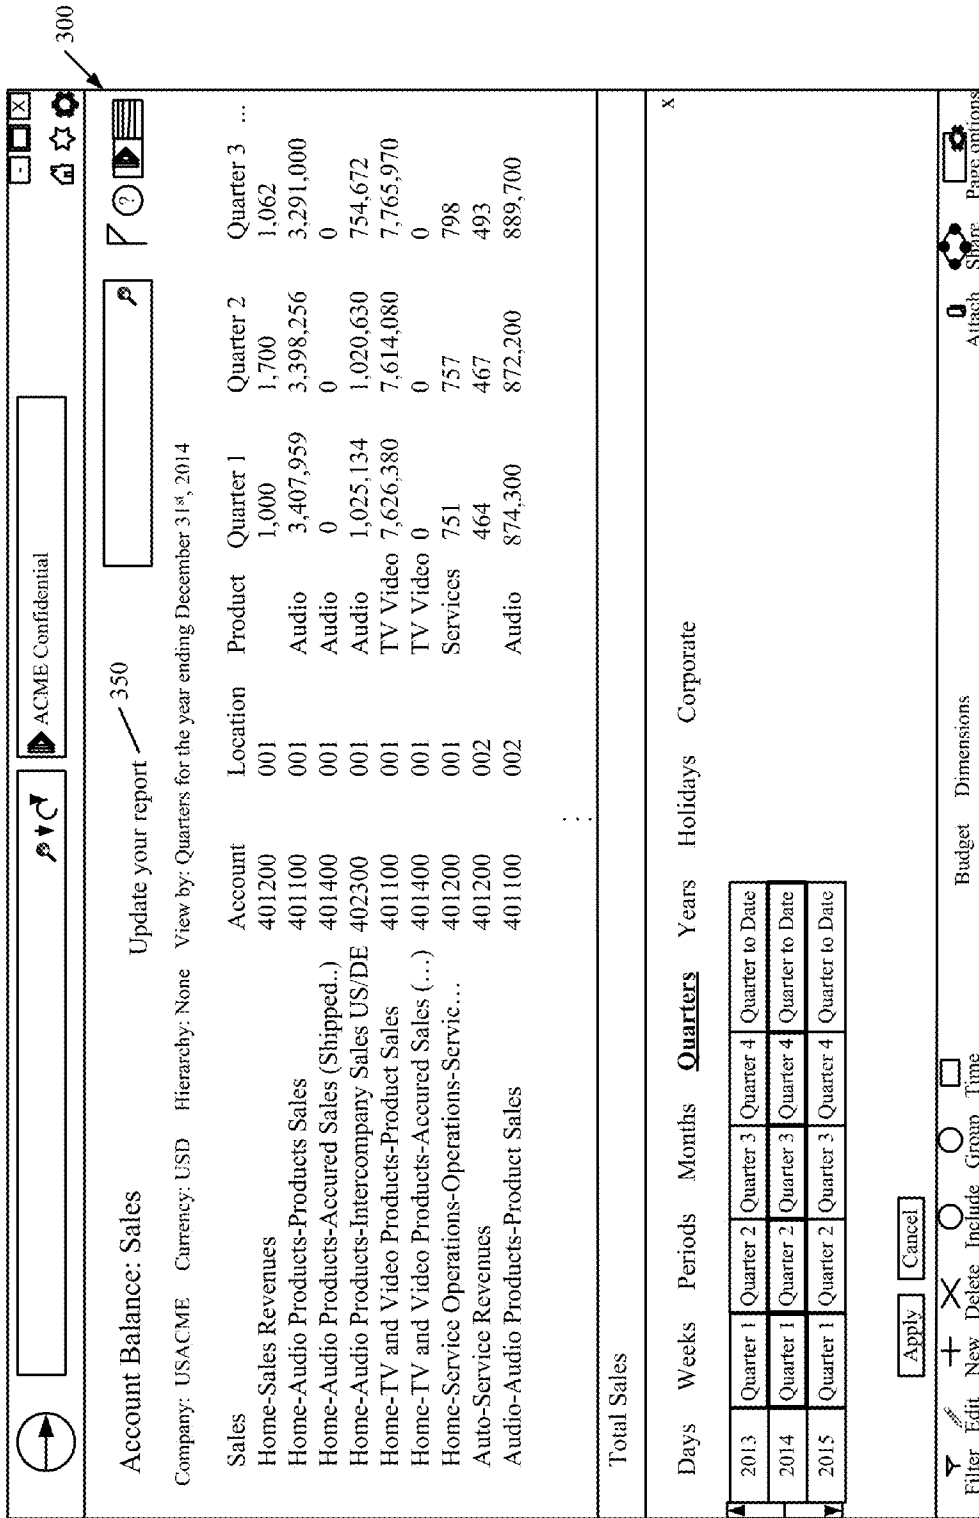 300
- X
ACME Confidential
Account Balance: Sales
Update your report
350
?
Company: USACME Currency: USD Hierarchy: None View by: Quarters for the year ending December 31st, 2014
Sales Account Location Product Quarter 1 Quarter 2 Quarter 3 ...
Home-Sales Revenues 401200 001 1,000 1,700 1,062
Home-Audio Products-Products Sales 401100 001 Audio 3,407,959 3,398,256 3,291,000
Home-Audio Products-Accured Sales (Shipped..) 401400 001 Audio 0 0 0
Home-Audio Products-Intercompany Sales US/DE 402300 001 Audio 1,025,134 1,020,630 754,672
Home-TV and Video Products-Product Sales 401100 001 TV Video 7,626,380 7,614,080 7,765,970
Home-TV and Video Products-Accured Sales (...) 401400 001 TV Video 0 0 0
Home-Service Operations-Operations-Servic... 401200 001 Services 751 757 798
Auto-Service Revenues 401200 002 464 467 493
Audio-Audio Products-Product Sales 401100 002 Audio 874,300 872,200 889,700
Total Sales
x
Days Weeks Periods Months Quarters Years Holidays Corporate
2013 Quarter 1 Quarter 2 Quarter 3 Quarter 4 Quarter to Date
2014 Quarter 1 Quarter 2 Quarter 3 Quarter 4 Quarter to Date
2015 Quarter 1 Quarter 2 Quarter 3 Quarter 4 Quarter to Date
Apply Cancel
Filter Edit New Delete Include Group Time Budget Dimensions Attach Share Page options